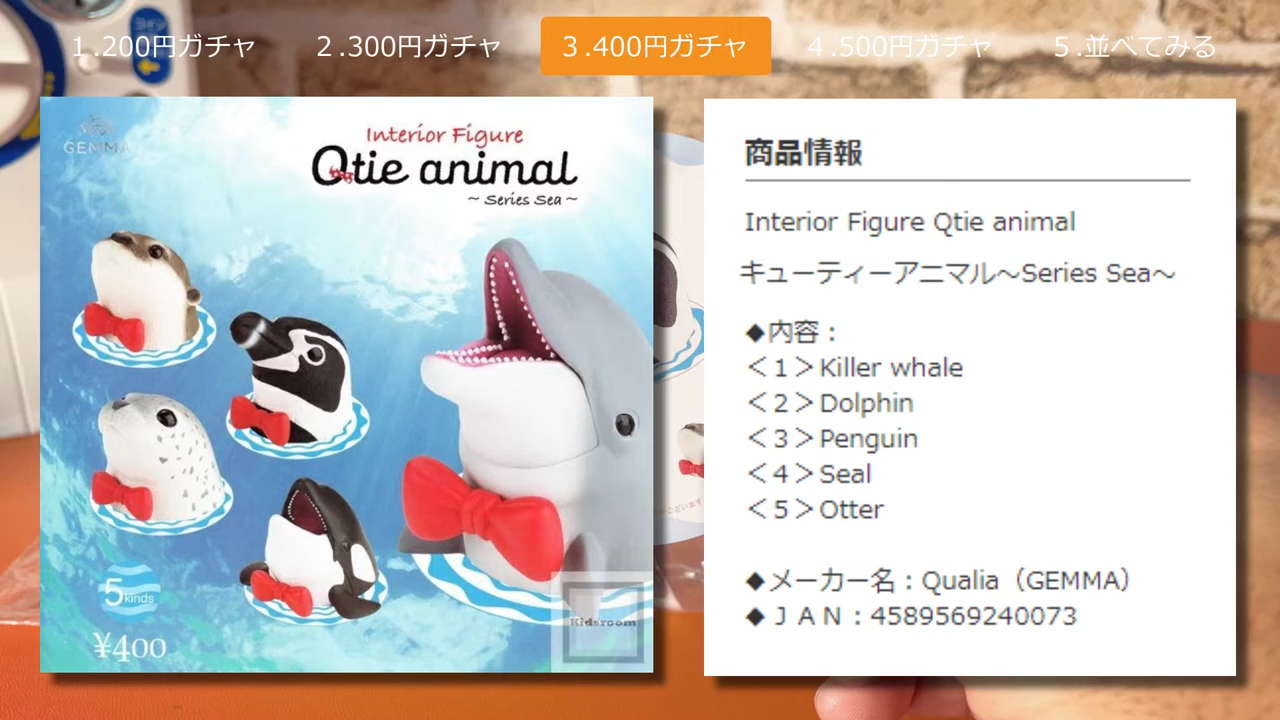 １.200円ガチャ
２.300円ガチャ
３.400円ガチャ
４.500円ガチャ
５.並べてみる
GEMMA
Interior Figure
Qtie animal
～ Series Sea ～
5kinds
¥400
Kidsroom
商品情報
Interior Figure Qtie animal
キューティーアニマル～Series Sea～
◆内容：
＜１＞Killer whale
＜２＞Dolphin
＜３＞Penguin
＜４＞Seal
＜５＞Otter
◆メーカー名：Qualia（GEMMA）
◆ＪＡＮ：4589569240073